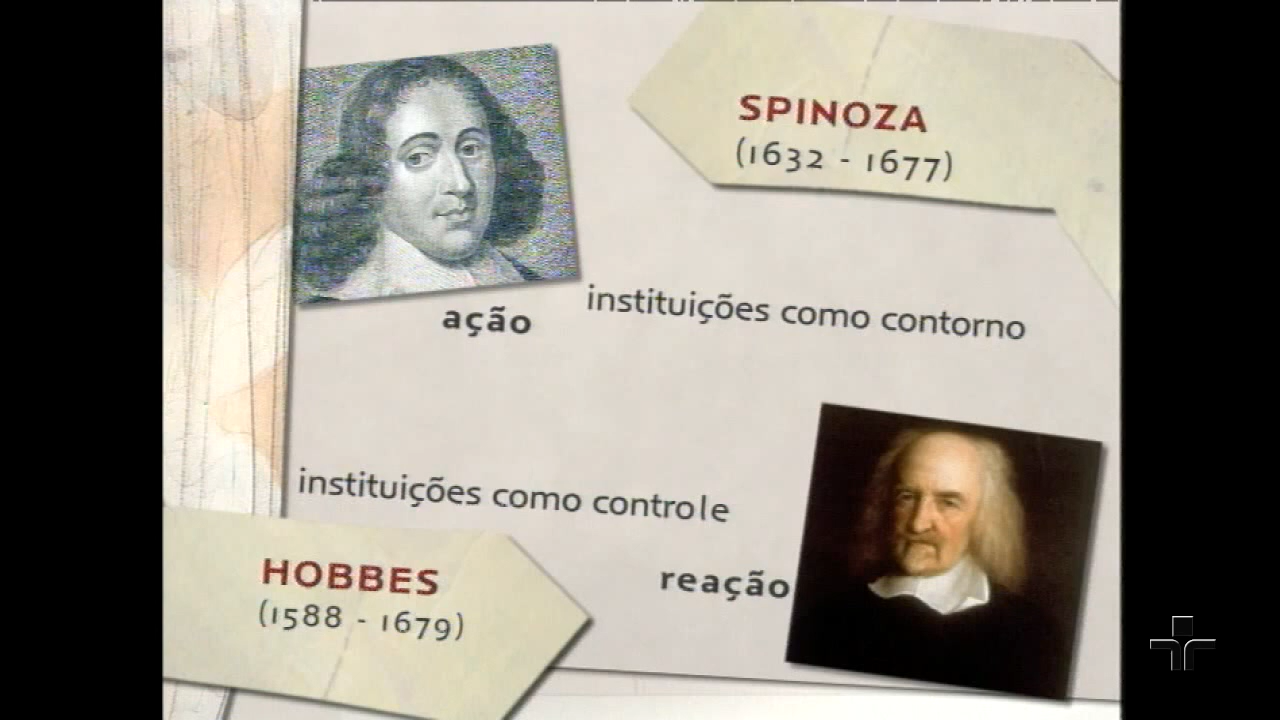 SPINOZA
(1632 - 1677)
instituições como contorno
ação
instituições como controle
reação
HOBBES
(1588 - 1679)